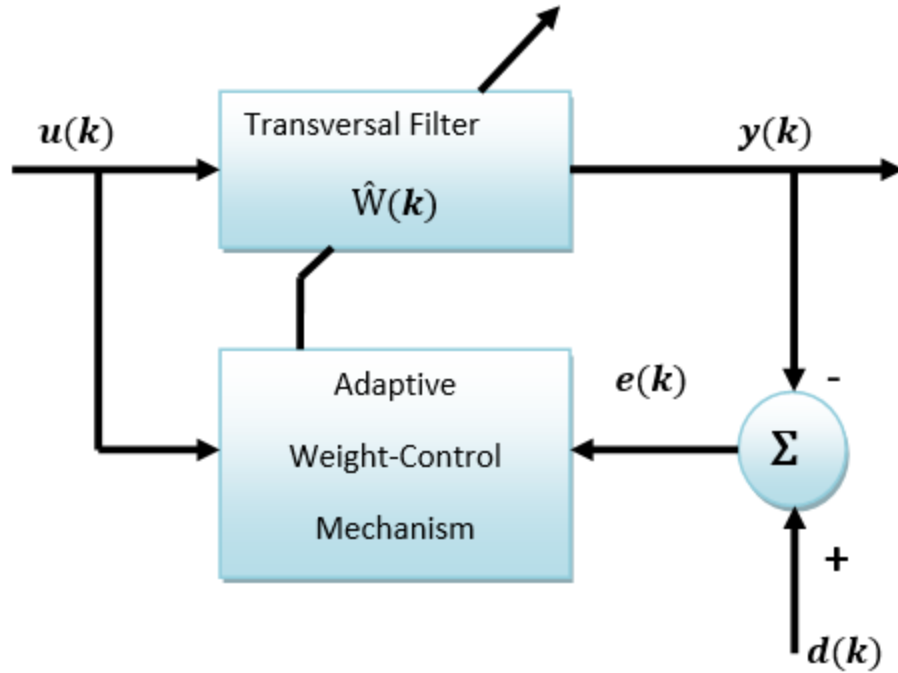 u(k)
Transversal Filter
Ŵ(k)
y(k)
Adaptive
Weight-Control
Mechanism
e(k)
-
Σ
+
d(k)